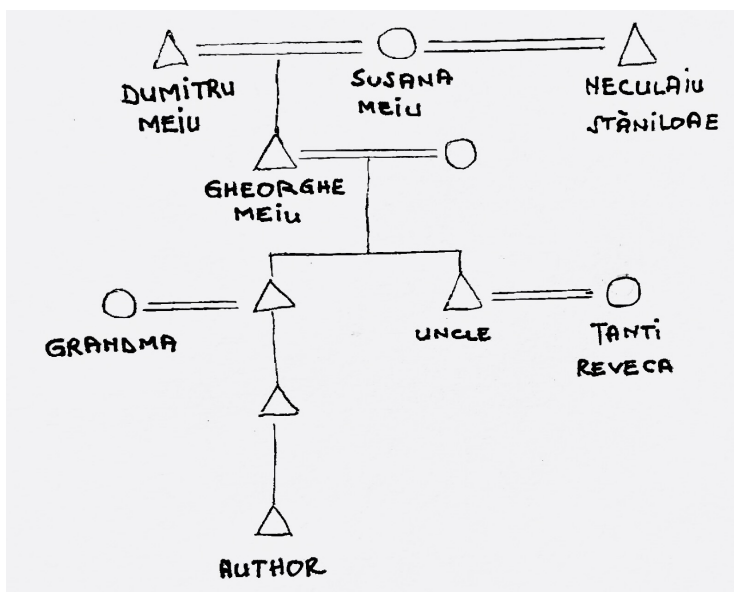 DUMiTRU
MEiU
SUSANA
MEiU
NECULAiU
STĂNiLOAE
GHEORGHE
MEiU
GRANDMA
UNCLE
TANTi
REVECA
AUTHOR